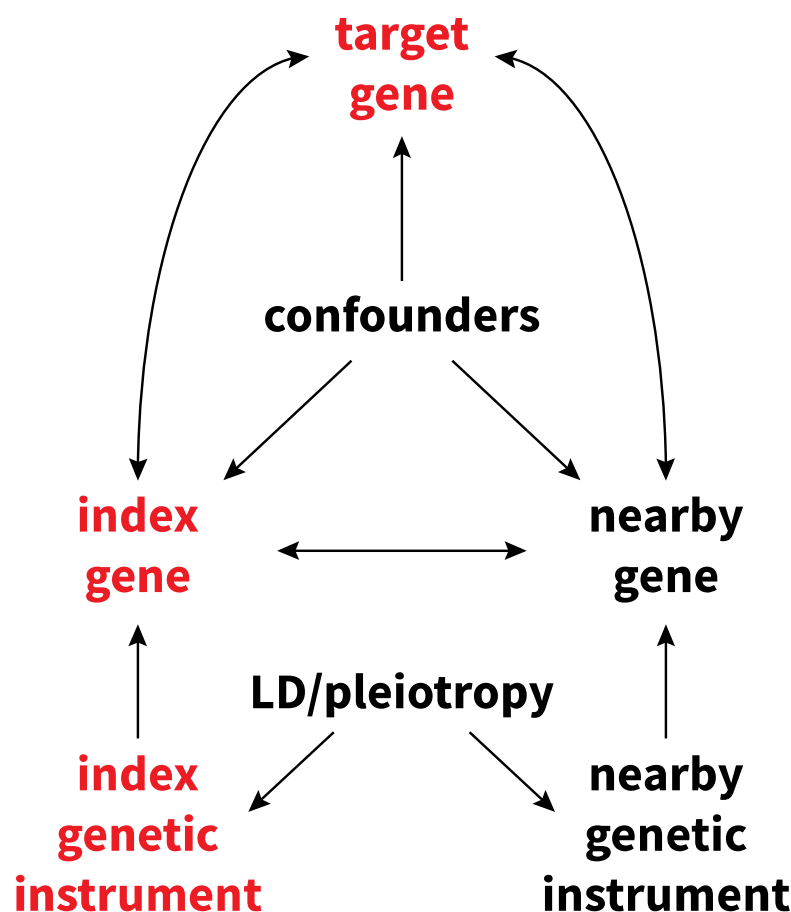 target
gene
confounders
index
gene
nearby
gene
LD/pleiotropy
index
genetic
instrument
nearby
genetic
instrument